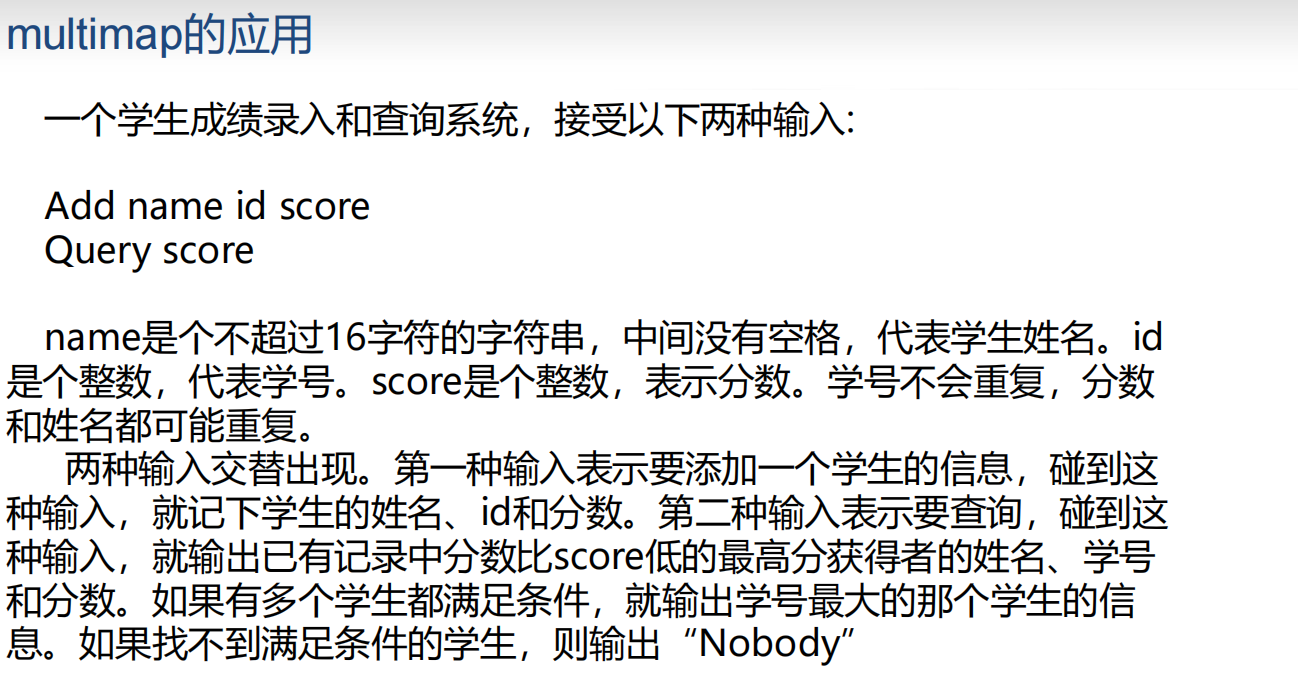 multimap的应用
一个学生成绩录入和查询系统，接受以下两种输入:
Add name id score
Query score
name是个不超过16字符的字符串，中间没有空格，代表学生姓名。id
是个整数，代表学号。score是个整数，表示分数。学号不会重复，分数
和姓名都可能重复。
两种输入交替出现。第一种输入表示要添加一个学生的信息，碰到这
种输入，就记下学生的姓名、id和分数。第二种输入表示要查询，碰到这
种输入，就输出已有记录中分数比score低的最高分获得者的姓名、学号
和分数。如果有多个学生都满足条件，就输出学号最大的那个学生的信
息。如果找不到满足条件的学生，则输出“Nobody”